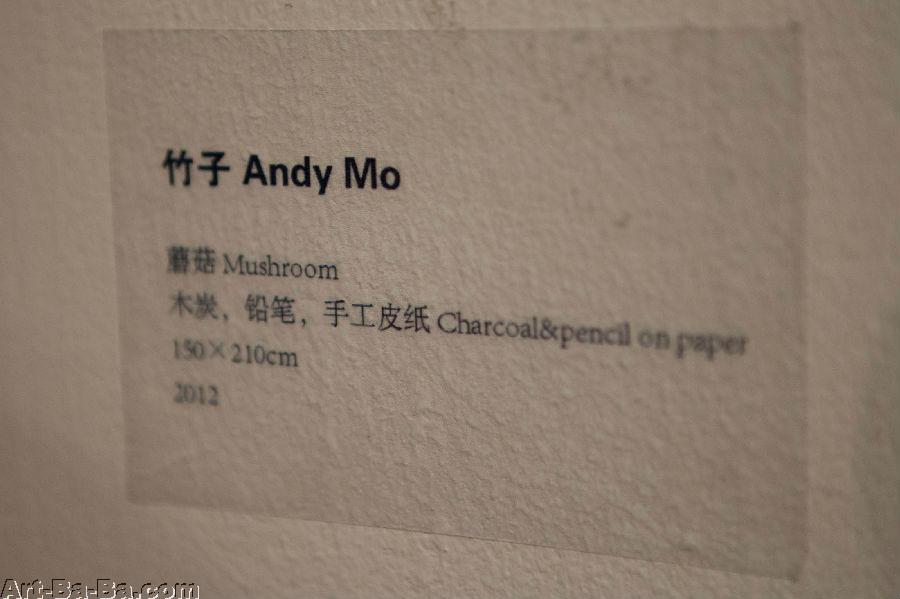 竹子 Andy Mo
蘑菇 Mushroom
木炭，铅笔，手工皮纸 Charcoal&pencil on paper
150×210cm
2012
Art-Ba-Ba.com